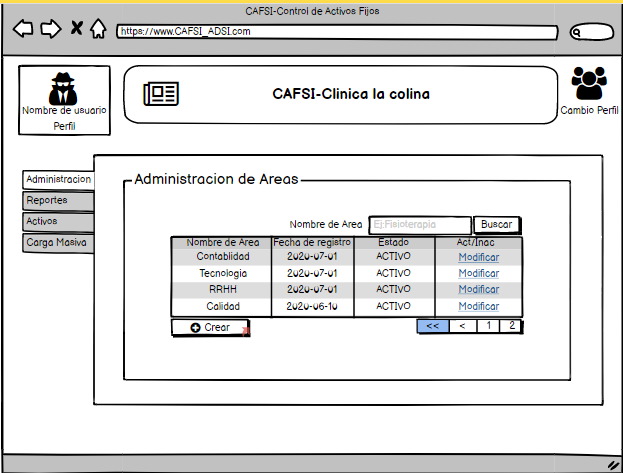 CAFSI-Control de Activos Fijos
https://www.CAFSI_ADSI.com
Nombre de usuario
Perfil
CAFSI-Clinica la colina
Cambio Perfil
Administracion
Reportes
Activos
Carga Masiva
Administracion de Areas
Nombre de Area Ej:Fisioterapia Buscar
Nombre de Area Fecha de registro Estado Act/Inac
Contablidad 2020-07-01 ACTIVO Modificar
Tecnologia 2020-07-01 ACTIVO Modificar
RRHH 2020-07-01 ACTIVO Modificar
Calidad 2020-06-10 ACTIVO Modificar
Crear << < 1 2